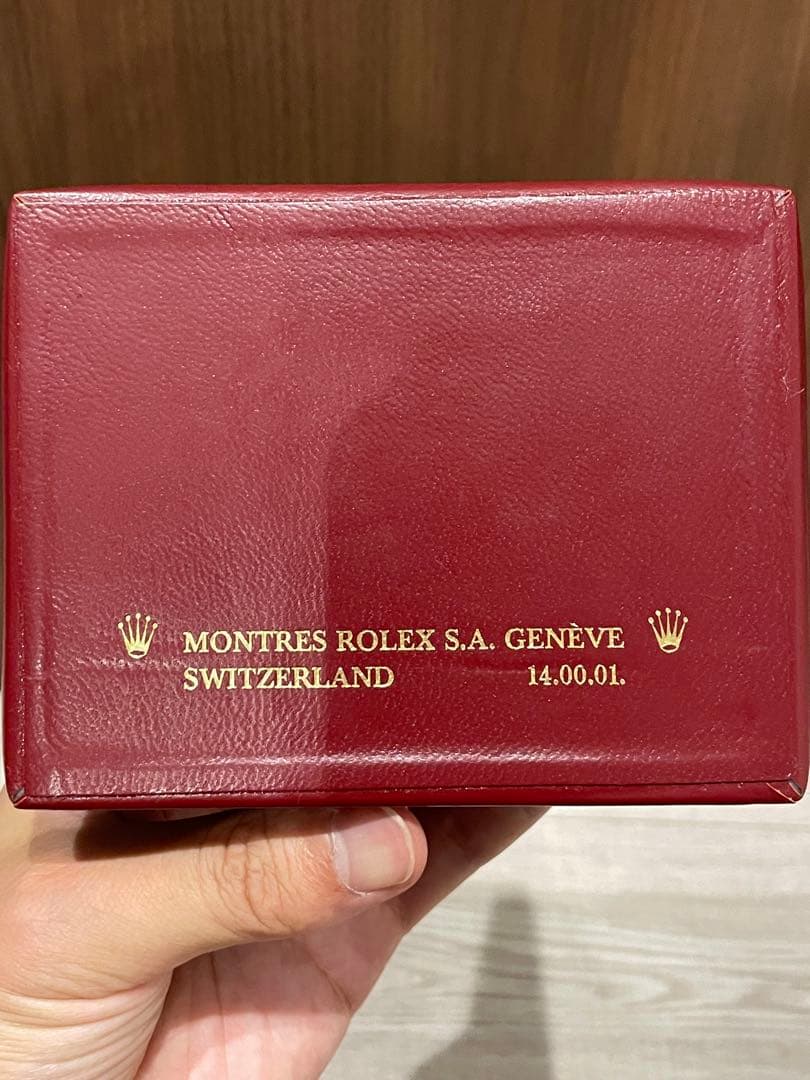 MONTRES ROLEX S.A. GENÈVE
SWITZERLAND 14.00.01.